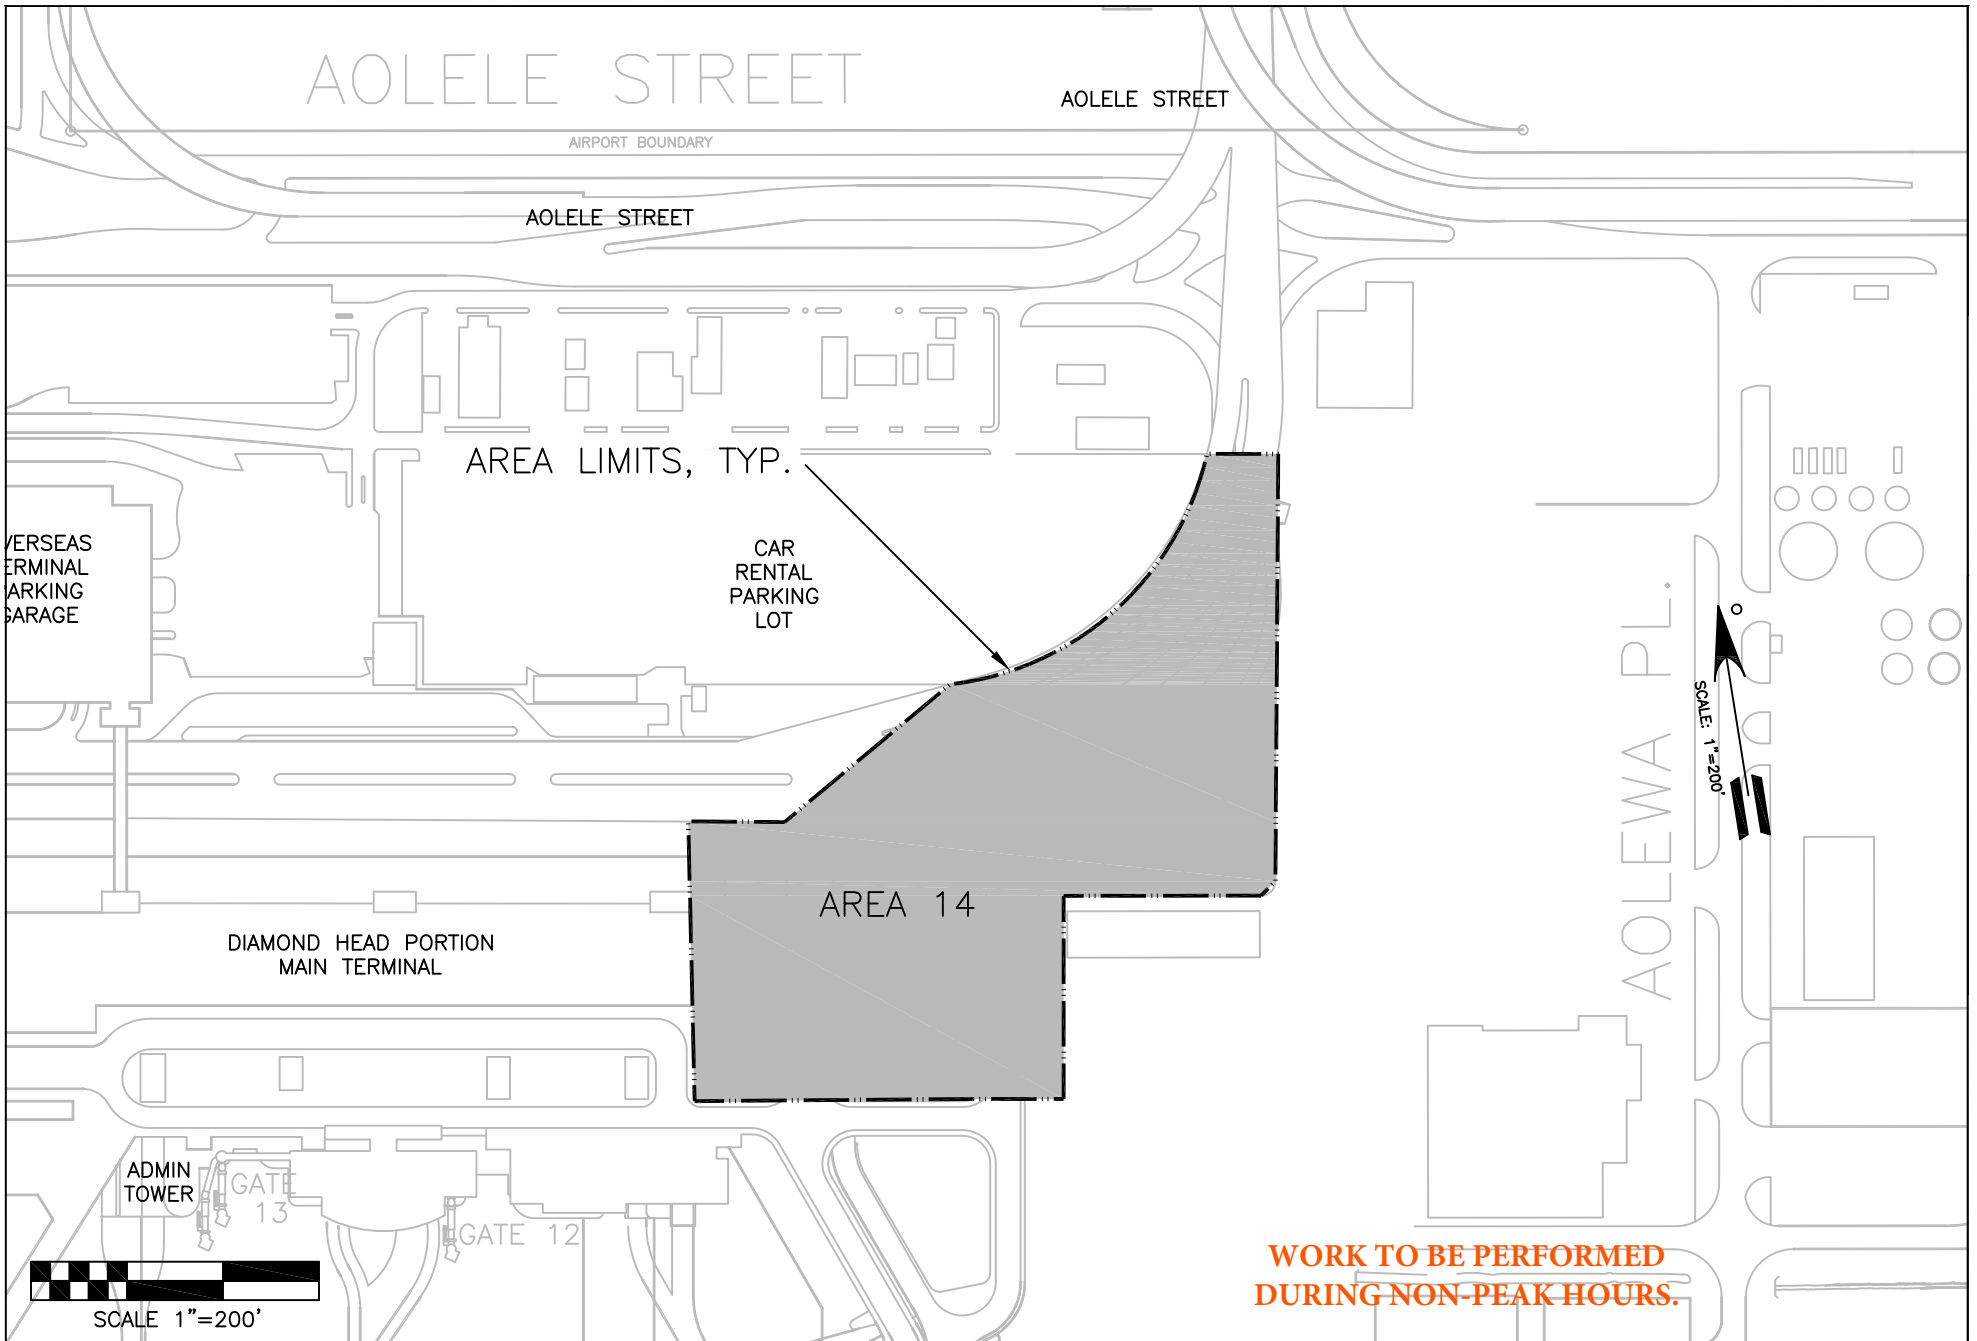 AOLELE STREET
AOLELE STREET
AIRPORT BOUNDARY
AOLELE STREET
AREA LIMITS, TYP.
CAR
RENTAL
PARKING
LOT
VERSEAS
ERMINAL
ARKING
GARAGE
AOLEWA PL.
SCALE: 1"=200'
AREA 14
DIAMOND HEAD PORTION
MAIN TERMINAL
ADMIN
TOWER
GATE
13
GATE 12
SCALE 1"=200'
WORK TO BE PERFORMED
DURING NON-PEAK HOURS.